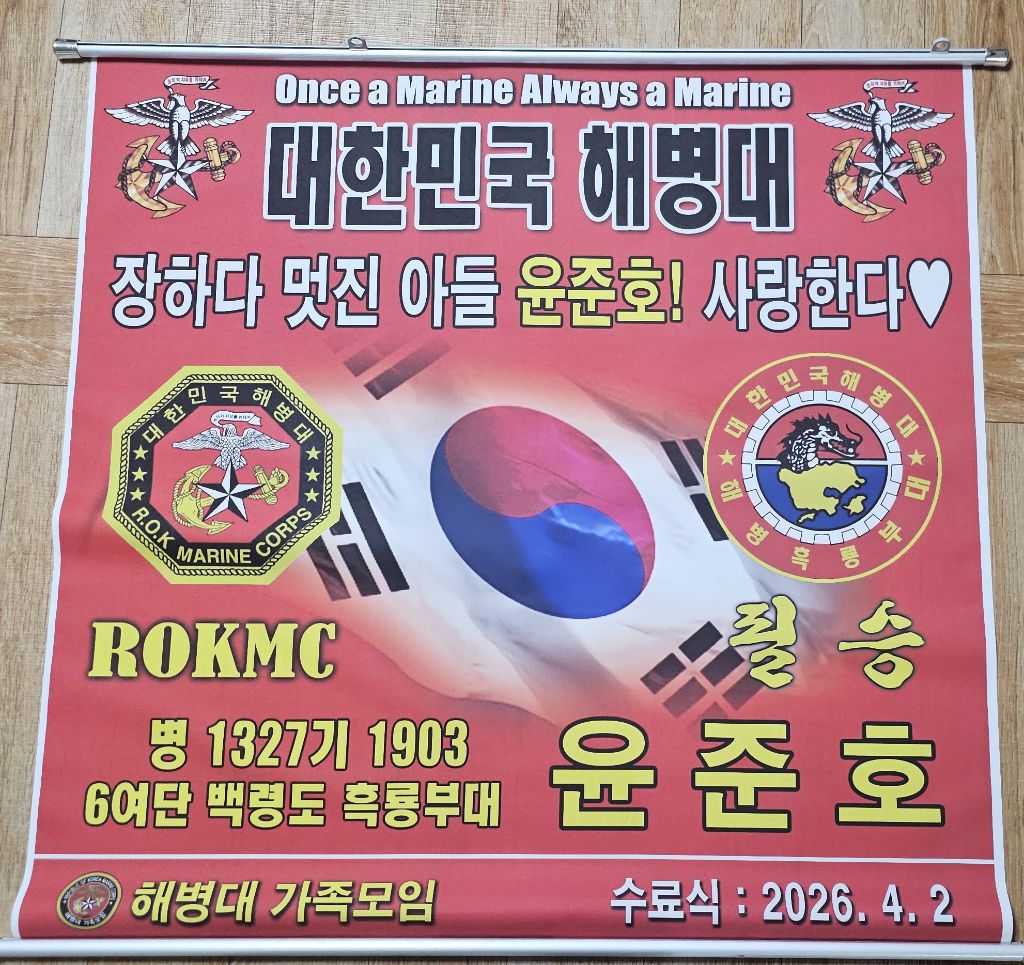 Once a Marine Always a Marine
대한민국 해병대
장하다 멋진 아들 윤준호! 사랑한다♥
대한민국해병대
R.O.K MARINE CORPS
대한민국해병대
해병흑룡부대
ROKMC
필승
병 1327기 1903
6여단 백령도 흑룡부대
윤준호
해병대 가족모임
수료식 : 2026. 4. 2